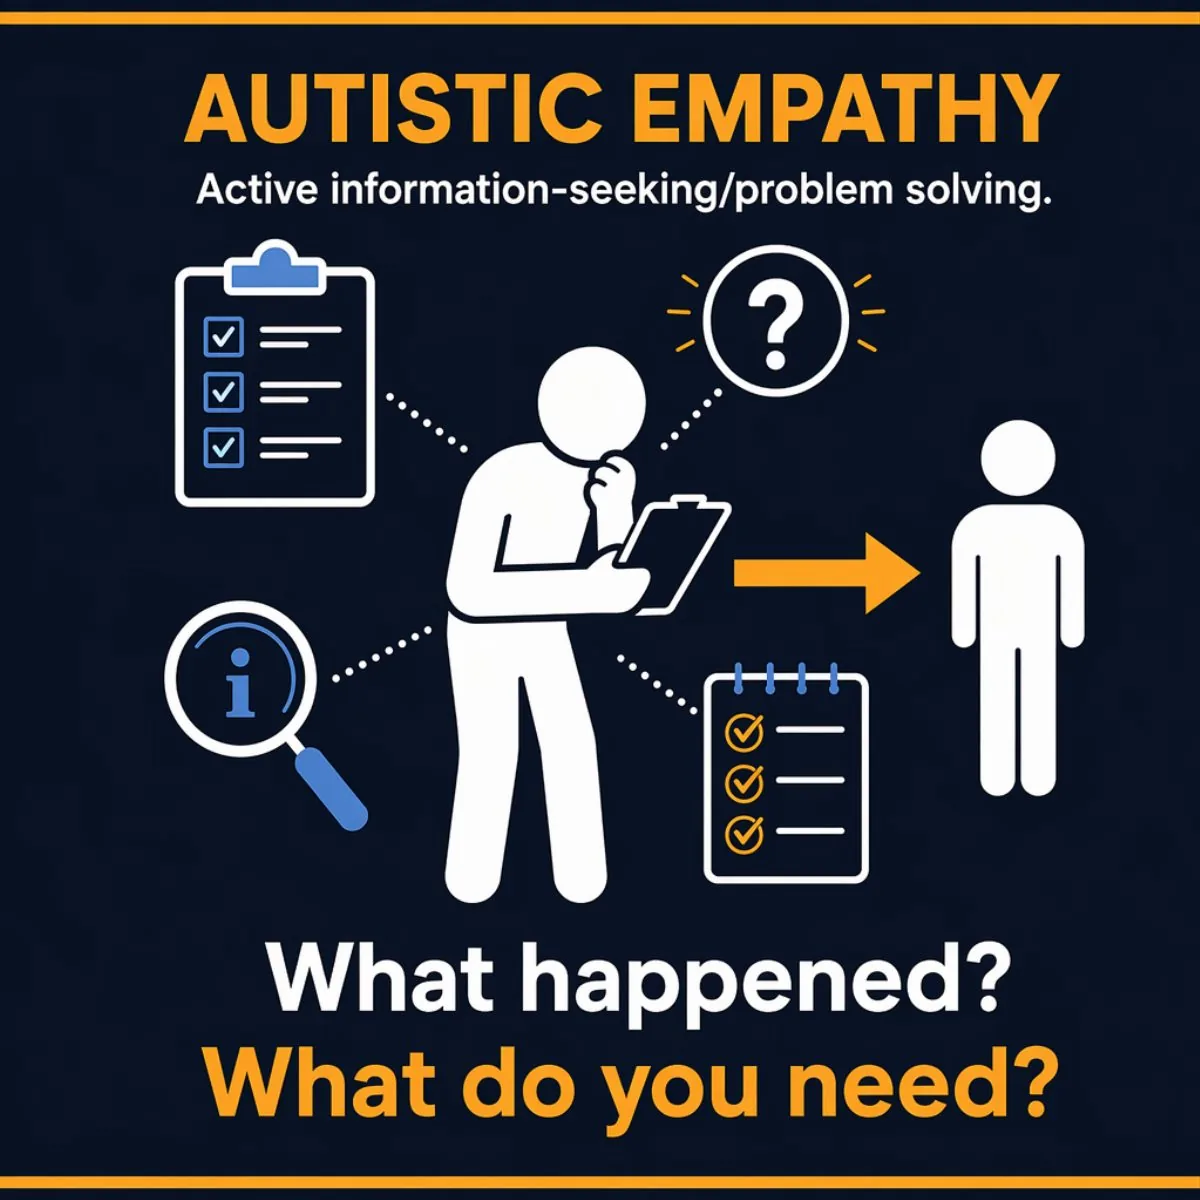 AUTISTIC EMPATHY
Active information-seeking/problem solving.
?
i
What happened?
What do you need?